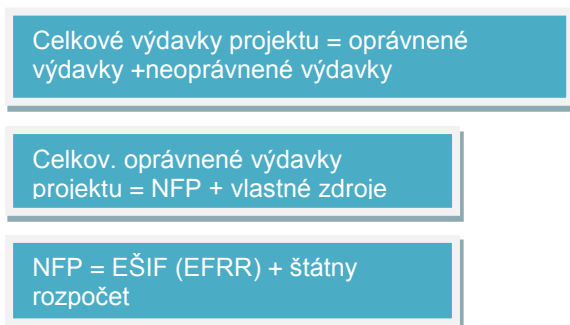 Celkové výdavky projektu = oprávnené
výdavky +neoprávnené výdavky
Celkov. oprávnené výdavky
projektu = NFP + vlastné zdroje
NFP = EŠIF (EFRR) + štátny
rozpočet